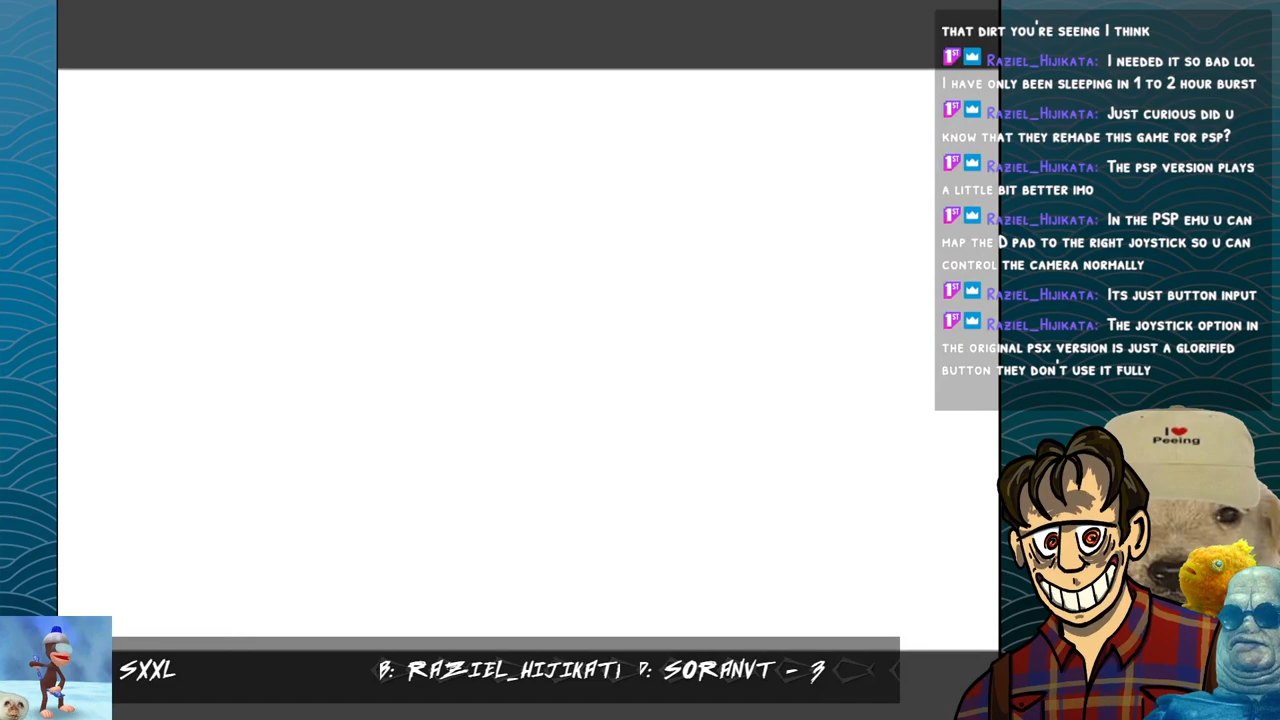 THAT DIRT YOU'RE SEEING I THINK
RAZIEL_HIJIKATA: I NEEDED IT SO BAD LOL
I HAVE ONLY BEEN SLEEPING IN 1 TO 2 HOUR BURST
RAZIEL_HIJIKATA: JUST CURIOUS DID U
KNOW THAT THEY REMADE THIS GAME FOR PSP?
RAZIEL_HIJIKATA: THE PSP VERSION PLAYS
A LITTLE BIT BETTER IMO
RAZIEL_HIJIKATA: IN THE PSP EMU U CAN
MAP THE D PAD TO THE RIGHT JOYSTICK SO U CAN
CONTROL THE CAMERA NORMALLY
RAZIEL_HIJIKATA: ITS JUST BUTTON INPUT
RAZIEL_HIJIKATA: THE JOYSTICK OPTION IN
THE ORIGINAL PSX VERSION IS JUST A GLORIFIED
BUTTON THEY DON'T USE IT FULLY
I ❤ Peeing
SXXL B: RAZIEL_HIJIKATI D: SORANVT - 3